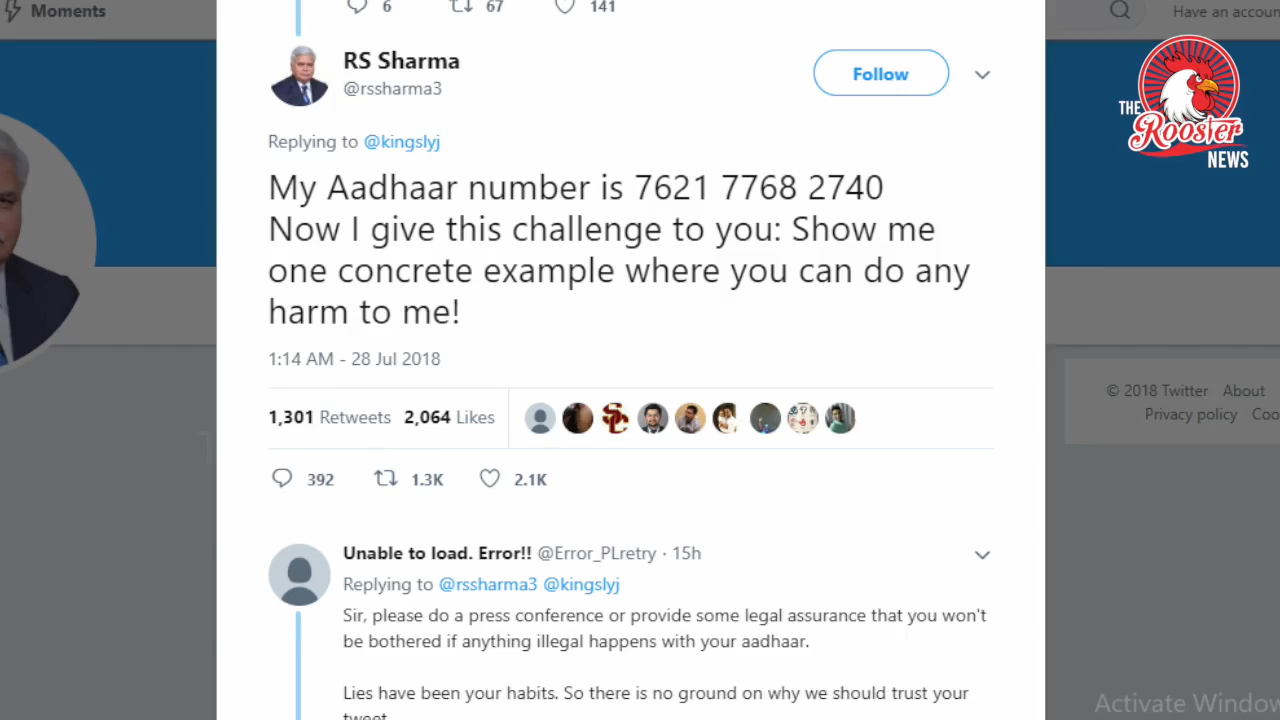 Moments
6 67 141
Have an accoun
RS Sharma
@rssharma3
Follow
THE
Rooster
NEWS
Replying to @kingslyj
My Aadhaar number is 7621 7768 2740
Now I give this challenge to you: Show me
one concrete example where you can do any
harm to me!
1:14 AM - 28 Jul 2018
© 2018 Twitter About
Privacy policy Coo
1,301 Retweets 2,064 Likes
SC
392 1.3K 2.1K
Unable to load. Error!! @Error_PLretry · 15h
Replying to @rssharma3 @kingslyj
Sir, please do a press conference or provide some legal assurance that you won't
be bothered if anything illegal happens with your aadhaar.
Lies have been your habits. So there is no ground on why we should trust your
tweet
Activate Window